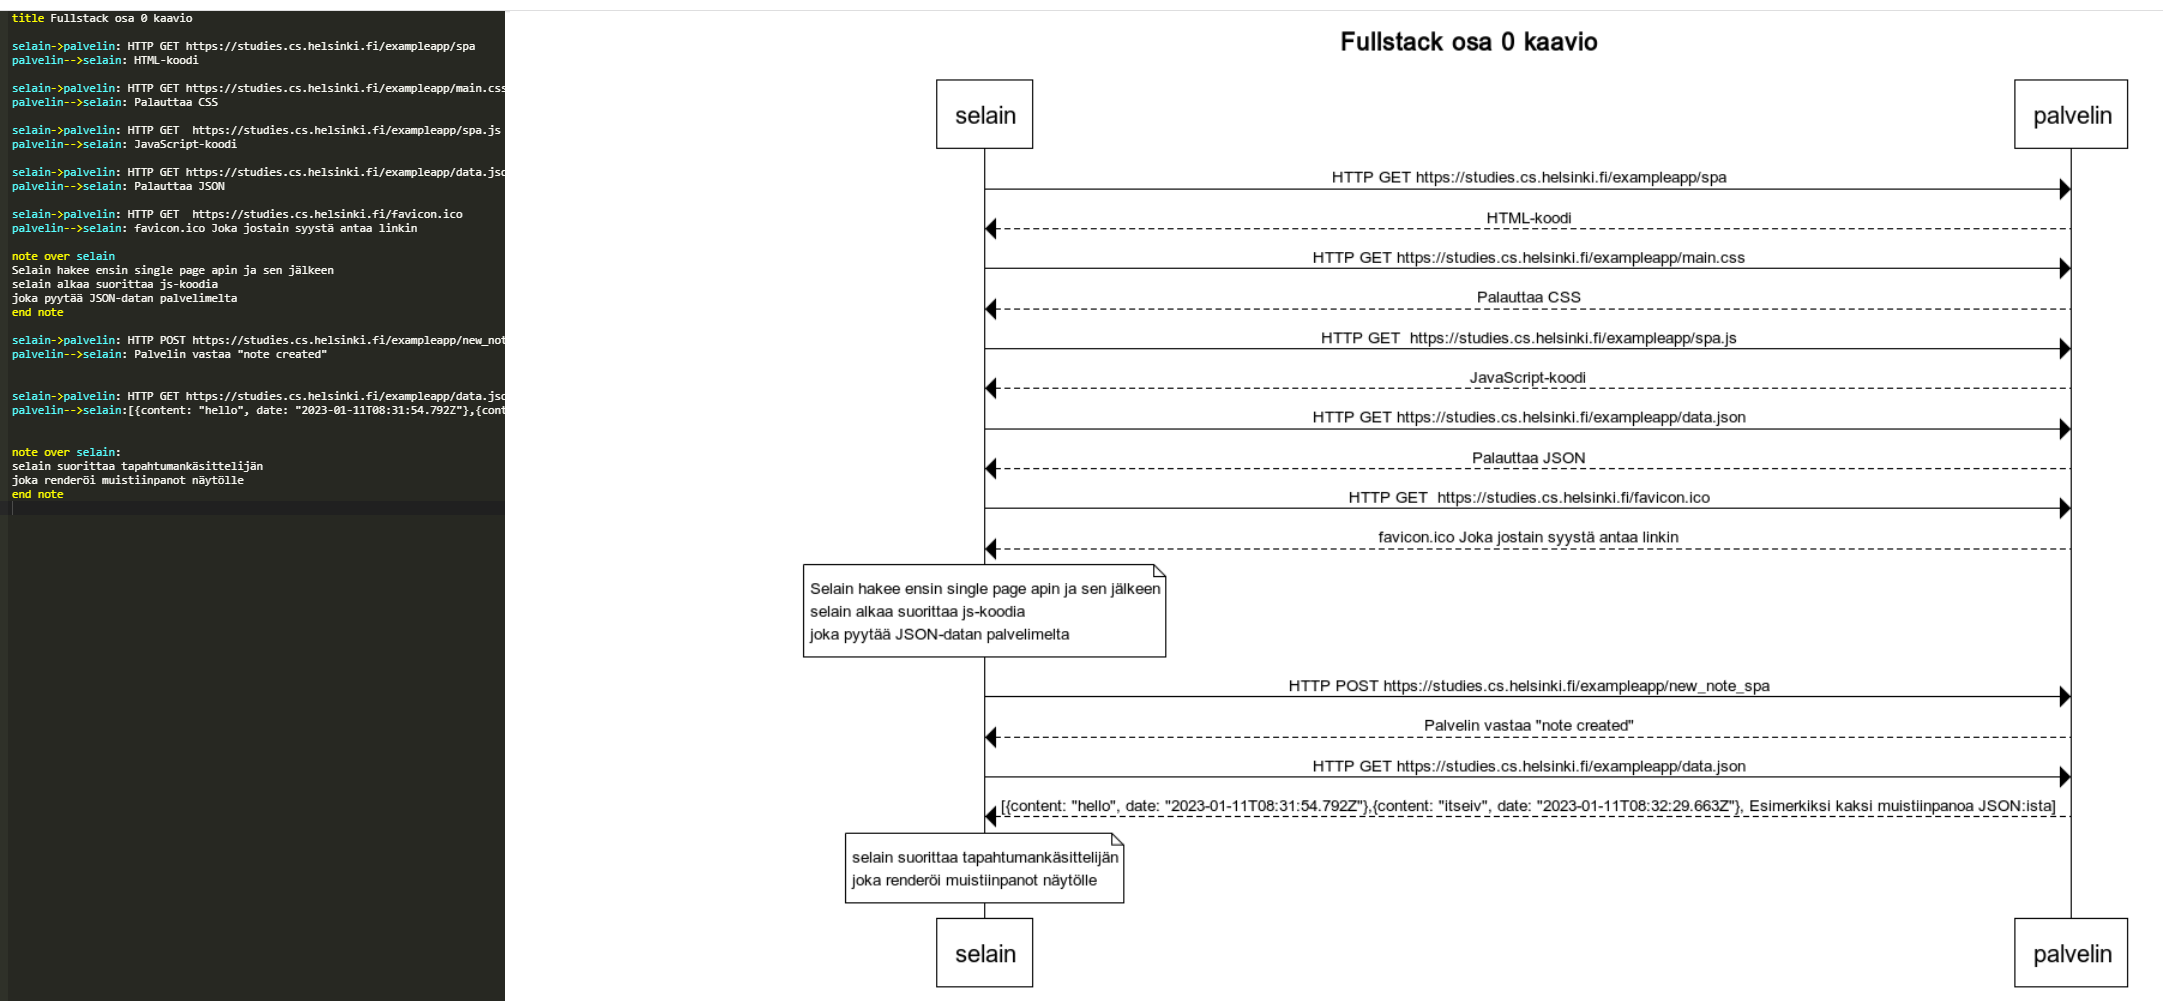 title Fullstack osa 0 kaavio
selain->palvelin: HTTP GET https://studies.cs.helsinki.fi/exampleapp/spa
palvelin-->selain: HTML-koodi
selain->palvelin: HTTP GET https://studies.cs.helsinki.fi/exampleapp/main.css
palvelin-->selain: Palauttaa CSS
selain->palvelin: HTTP GET  https://studies.cs.helsinki.fi/exampleapp/spa.js
palvelin-->selain: JavaScript-koodi
selain->palvelin: HTTP GET https://studies.cs.helsinki.fi/exampleapp/data.jso
palvelin-->selain: Palauttaa JSON
selain->palvelin: HTTP GET  https://studies.cs.helsinki.fi/favicon.ico
palvelin-->selain: favicon.ico Joka jostain syystä antaa linkin
note over selain
Selain hakee ensin single page apin ja sen jälkeen
selain alkaa suorittaa js-koodia
joka pyytää JSON-datan palvelimelta
end note
selain->palvelin: HTTP POST https://studies.cs.helsinki.fi/exampleapp/new_not
palvelin-->selain: Palvelin vastaa "note created"
selain->palvelin: HTTP GET https://studies.cs.helsinki.fi/exampleapp/data.jso
palvelin-->selain:[{content: "hello", date: "2023-01-11T08:31:54.792Z"},{cont
note over selain:
selain suorittaa tapahtumankäsittelijän
joka renderöi muistiinpanot näytölle
end note
Fullstack osa 0 kaavio
selain
palvelin
HTTP GET https://studies.cs.helsinki.fi/exampleapp/spa
HTML-koodi
HTTP GET https://studies.cs.helsinki.fi/exampleapp/main.css
Palauttaa CSS
HTTP GET  https://studies.cs.helsinki.fi/exampleapp/spa.js
JavaScript-koodi
HTTP GET https://studies.cs.helsinki.fi/exampleapp/data.json
Palauttaa JSON
HTTP GET  https://studies.cs.helsinki.fi/favicon.ico
favicon.ico Joka jostain syystä antaa linkin
Selain hakee ensin single page apin ja sen jälkeen
selain alkaa suorittaa js-koodia
joka pyytää JSON-datan palvelimelta
HTTP POST https://studies.cs.helsinki.fi/exampleapp/new_note_spa
Palvelin vastaa "note created"
HTTP GET https://studies.cs.helsinki.fi/exampleapp/data.json
[{content: "hello", date: "2023-01-11T08:31:54.792Z"},{content: "itseiv", date: "2023-01-11T08:32:29.663Z"}, Esimerkiksi kaksi muistiinpanoa JSON:ista]
selain suorittaa tapahtumankäsittelijän
joka renderöi muistiinpanot näytölle
selain
palvelin